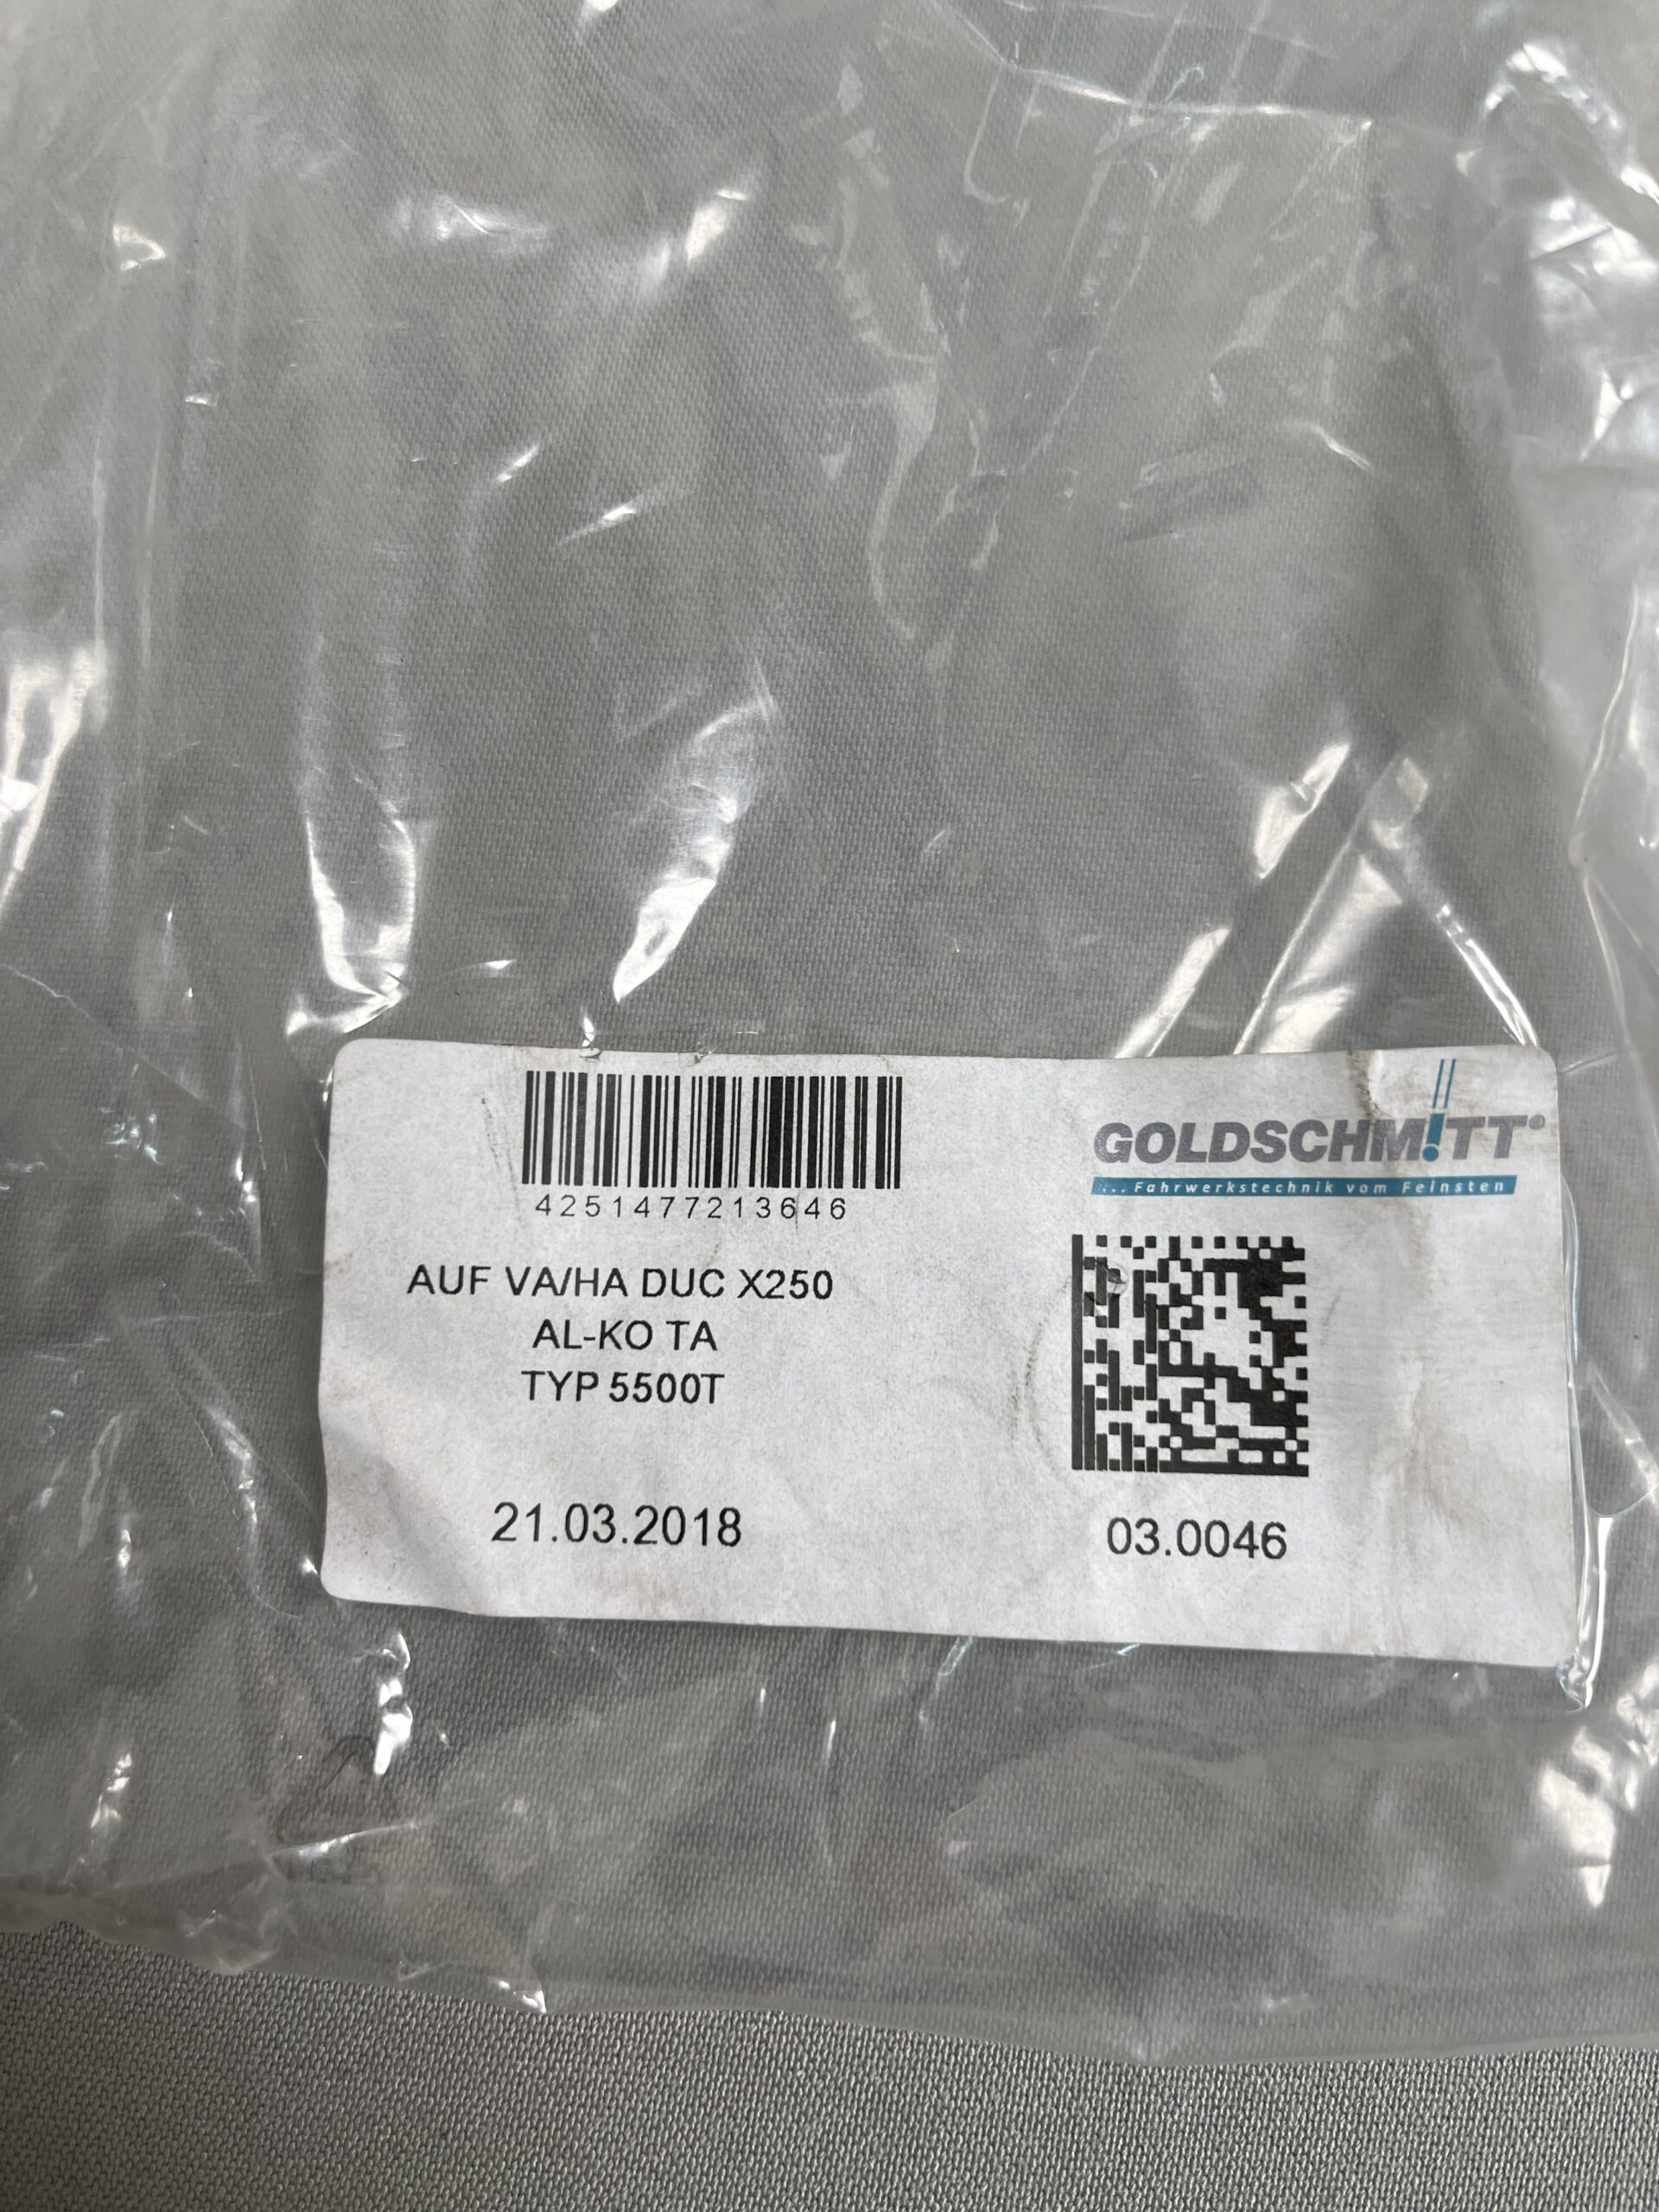 4251477213646
GOLDSCHMITT®
... Fahrwerkstechnik vom Feinsten
AUF VA/HA DUC X250
AL-KO TA
TYP 5500T
21.03.2018
03.0046